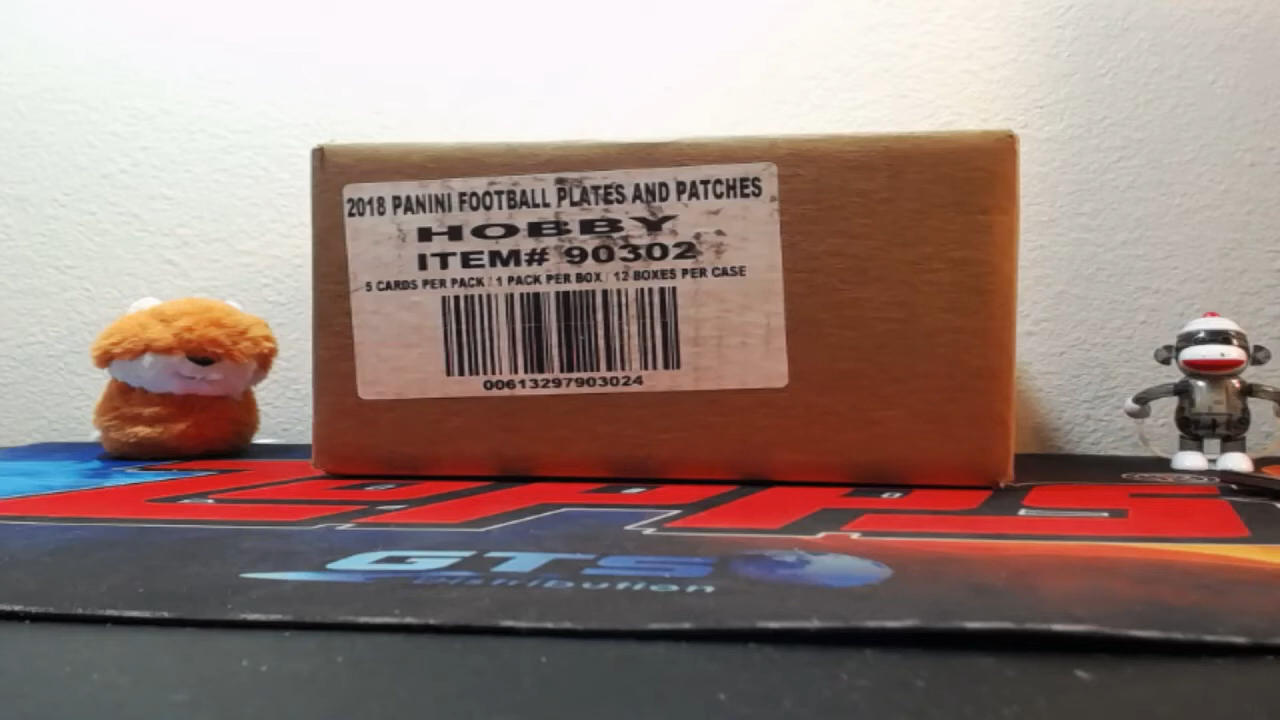 2018 PANINI FOOTBALL PLATES AND PATCHES
HOBBY
ITEM# 90302
5 CARDS PER PACK / 1 PACK PER BOX / 12 BOXES PER CASE
00613297903024
GTS
Distribution